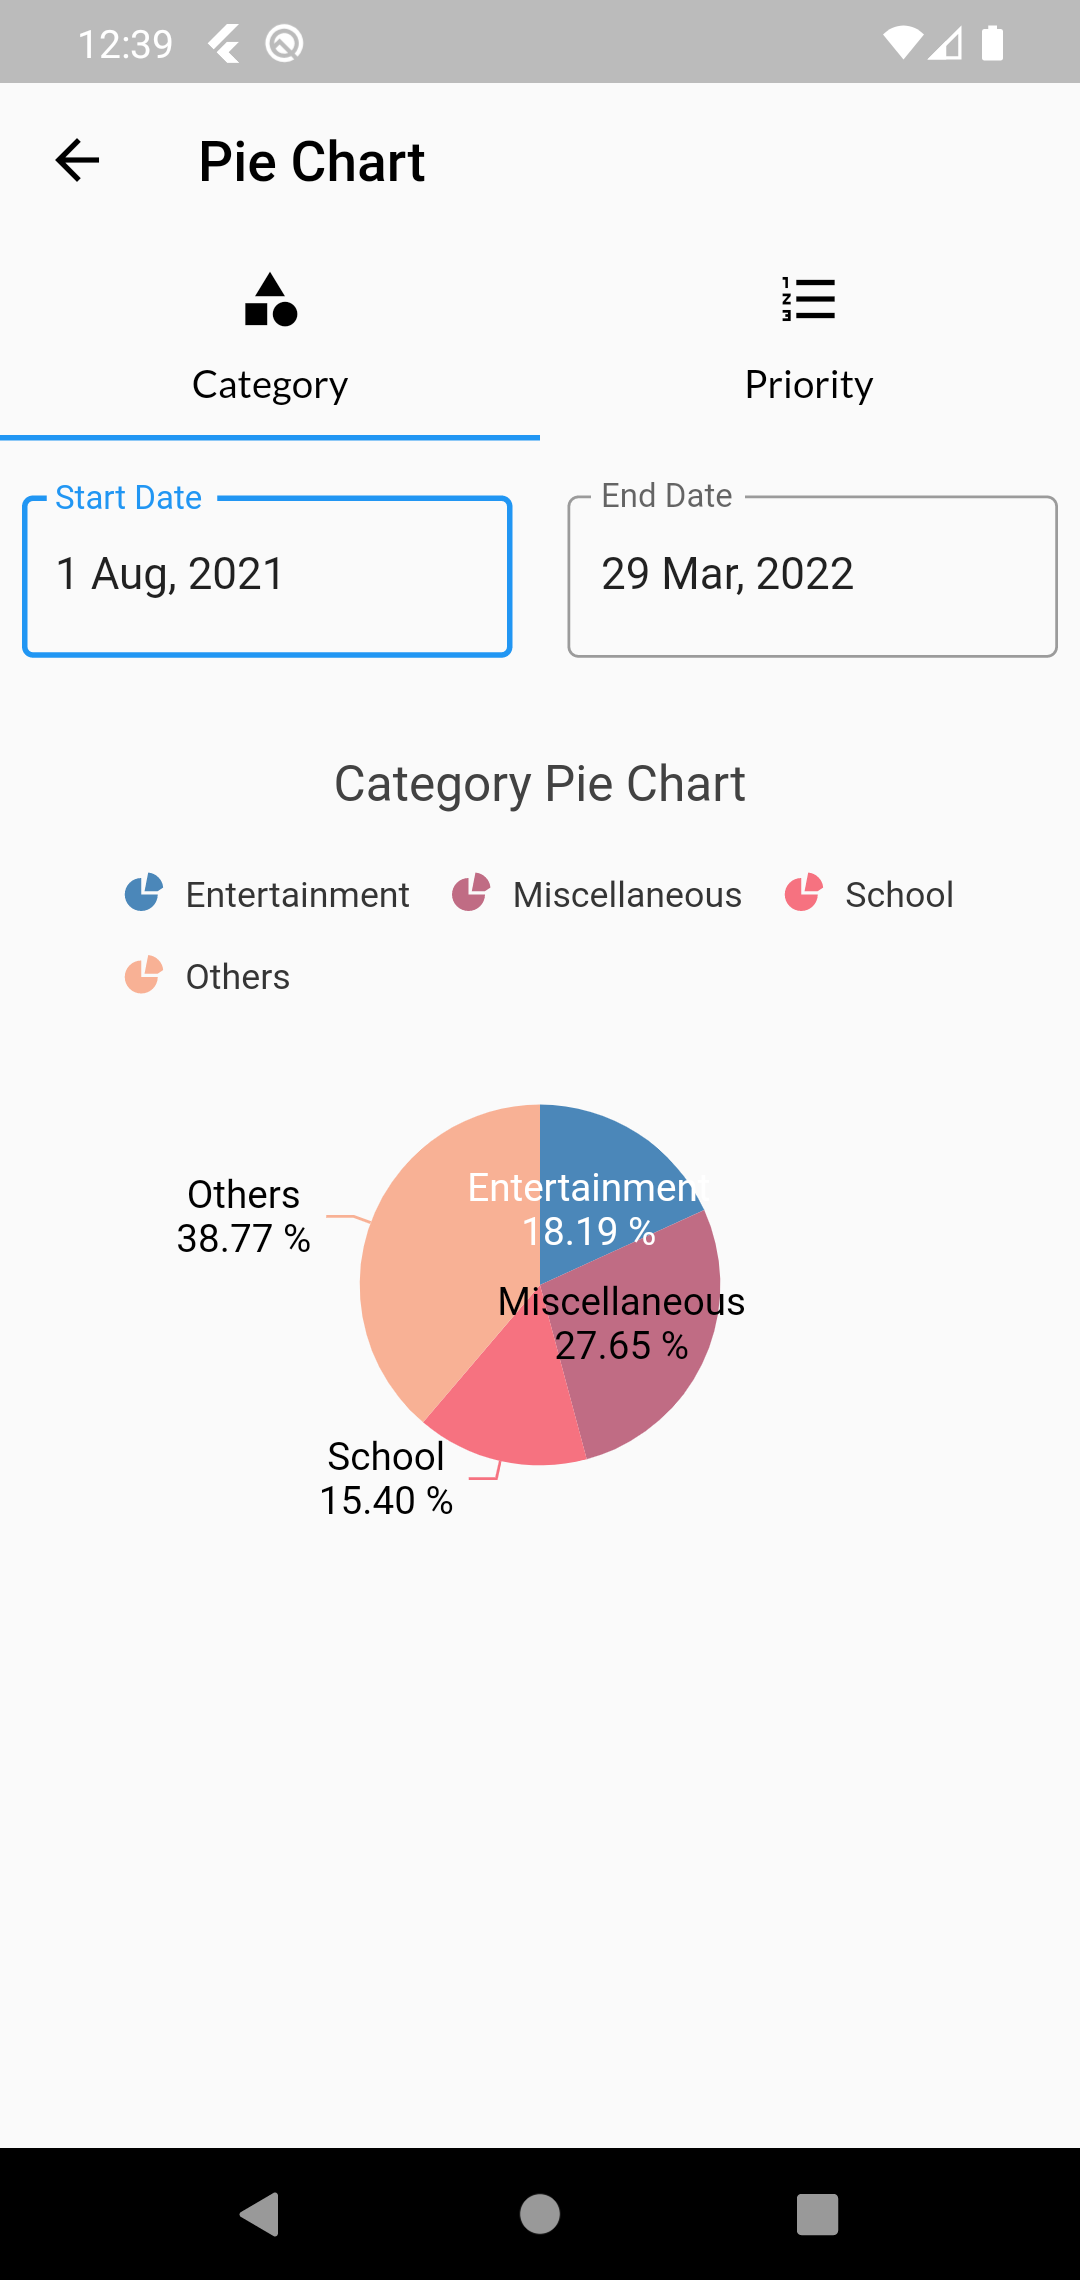 12:39
Pie Chart
Category
Priority
Start Date
End Date
1 Aug, 2021
29 Mar, 2022
Category Pie Chart
Entertainment
Miscellaneous
School
Others
Others
38.77 %
Entertainment
18.19 %
Miscellaneous
27.65 %
School
15.40 %